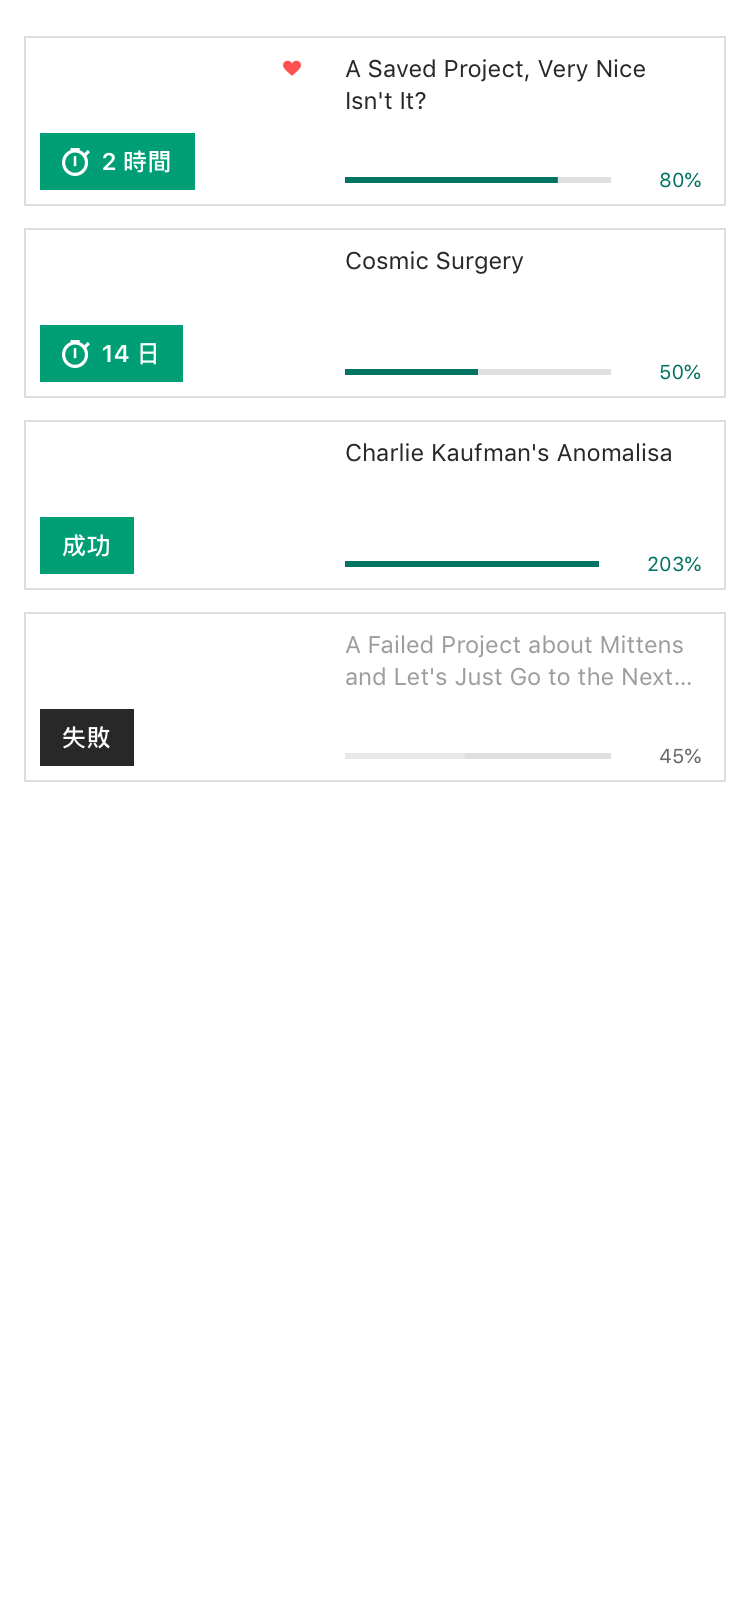 A Saved Project, Very Nice
Isn't It?
2 時間
80%
Cosmic Surgery
14 日
50%
Charlie Kaufman's Anomalisa
成功
203%
A Failed Project about Mittens
and Let's Just Go to the Next…
失敗
45%